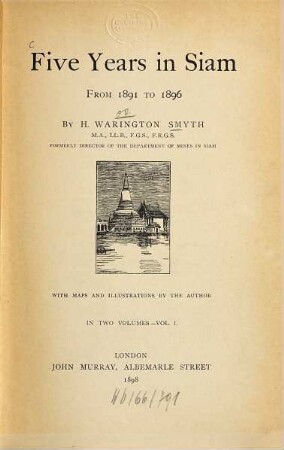 Five Years in Siam
FROM 1891 TO 1896
BY H. WARINGTON SMYTH
M.A., LL.B., F.G.S., F.R.G.S.
FORMERLY DIRECTOR OF THE DEPARTMENT OF MINES IN SIAM
WITH MAPS AND ILLUSTRATIONS BY THE AUTHOR
IN TWO VOLUMES—VOL. I.
LONDON
JOHN MURRAY, ALBEMARLE STREET
1898